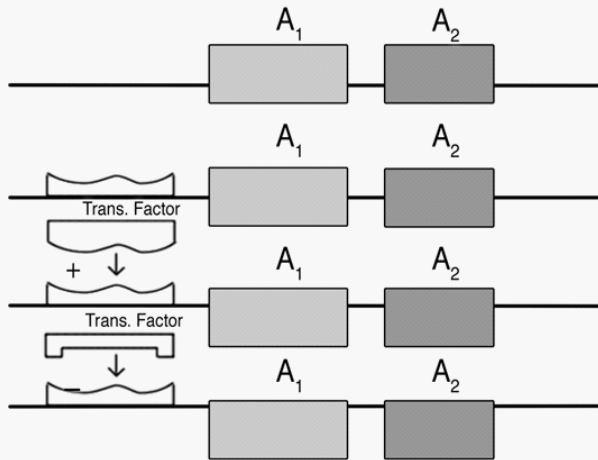 A₁ A₂
A₁ A₂
Trans. Factor
+
A₁ A₂
Trans. Factor
−
A₁ A₂